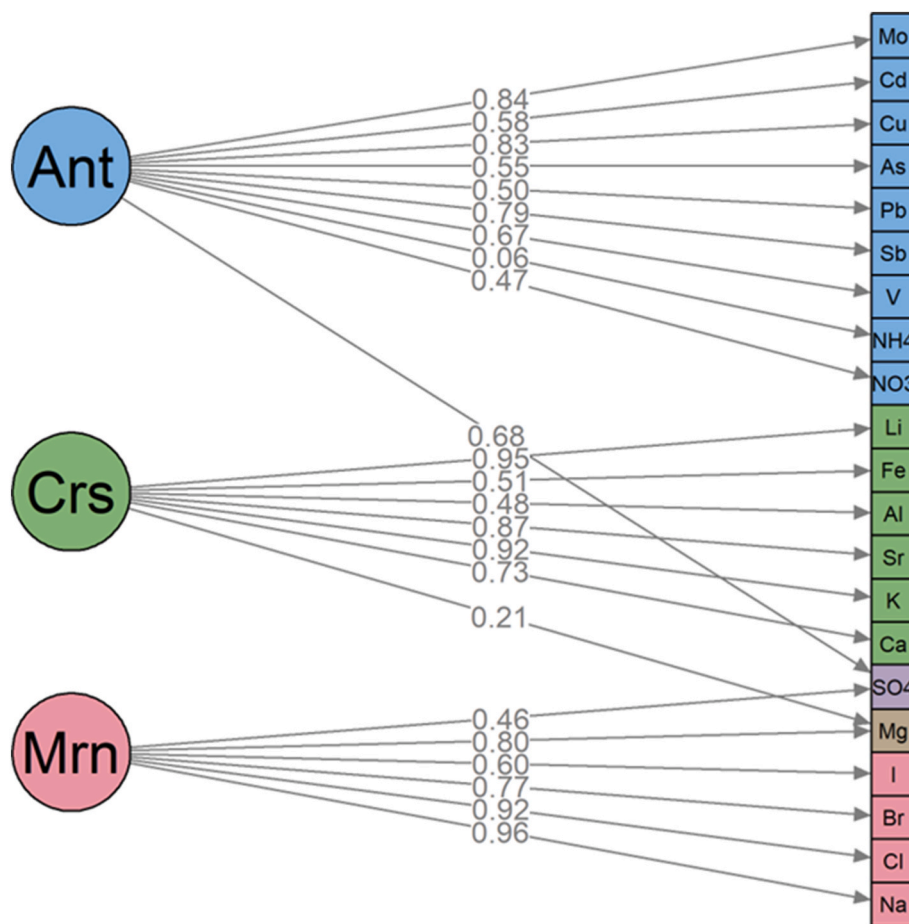 Ant
Crs
Mrn
0.84
0.58
0.83
0.55
0.50
0.79
0.67
0.06
0.47
0.68
0.95
0.51
0.48
0.87
0.92
0.73
0.21
0.46
0.80
0.60
0.77
0.92
0.96
Mo
Cd
Cu
As
Pb
Sb
V
NH4
NO3
Li
Fe
Al
Sr
K
Ca
SO4
Mg
I
Br
Cl
Na